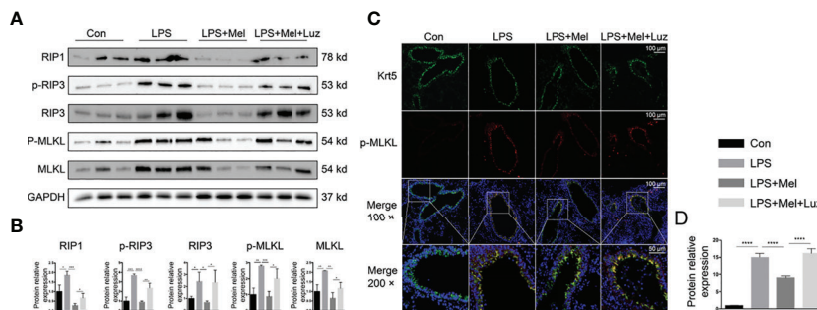 A
Con LPS LPS+Mel LPS+Mel+Luz
RIP1 78 kd
p-RIP3 53 kd
RIP3 53 kd
P-MLKL 54 kd
MLKL 54 kd
GAPDH 37 kd
B
RIP1 p-RIP3 RIP3 p-MLKL MLKL
Protein relative expression
Protein relative expression
Protein relative expression
Protein relative expression
Protein relative expression
C
Con LPS LPS+Mel LPS+Mel+Luz
100 μm
Krt5
100 μm
p-MLKL
100 μm
Merge
100 ×
50 μm
Merge
200 ×
Con
LPS
LPS+Mel
LPS+Mel+Luz
D
Protein relative
expression
**** **** ****
20
15
10
5
0